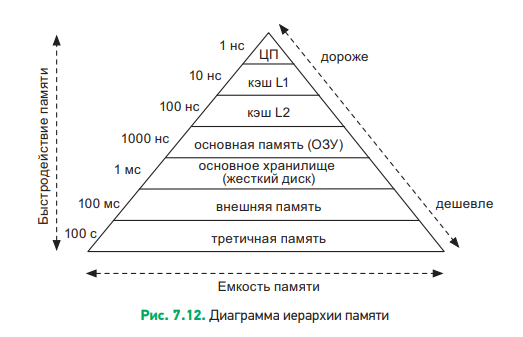 1 нс
ЦП
дороже
10 нс
кэш L1
100 нс
кэш L2
1000 нс
основная память (ОЗУ)
1 мс
основное хранилище
(жесткий диск)
100 мс
внешняя память
дешевле
100 с
третичная память
Быстродействие памяти
Емкость памяти
Рис. 7.12. Диаграмма иерархии памяти